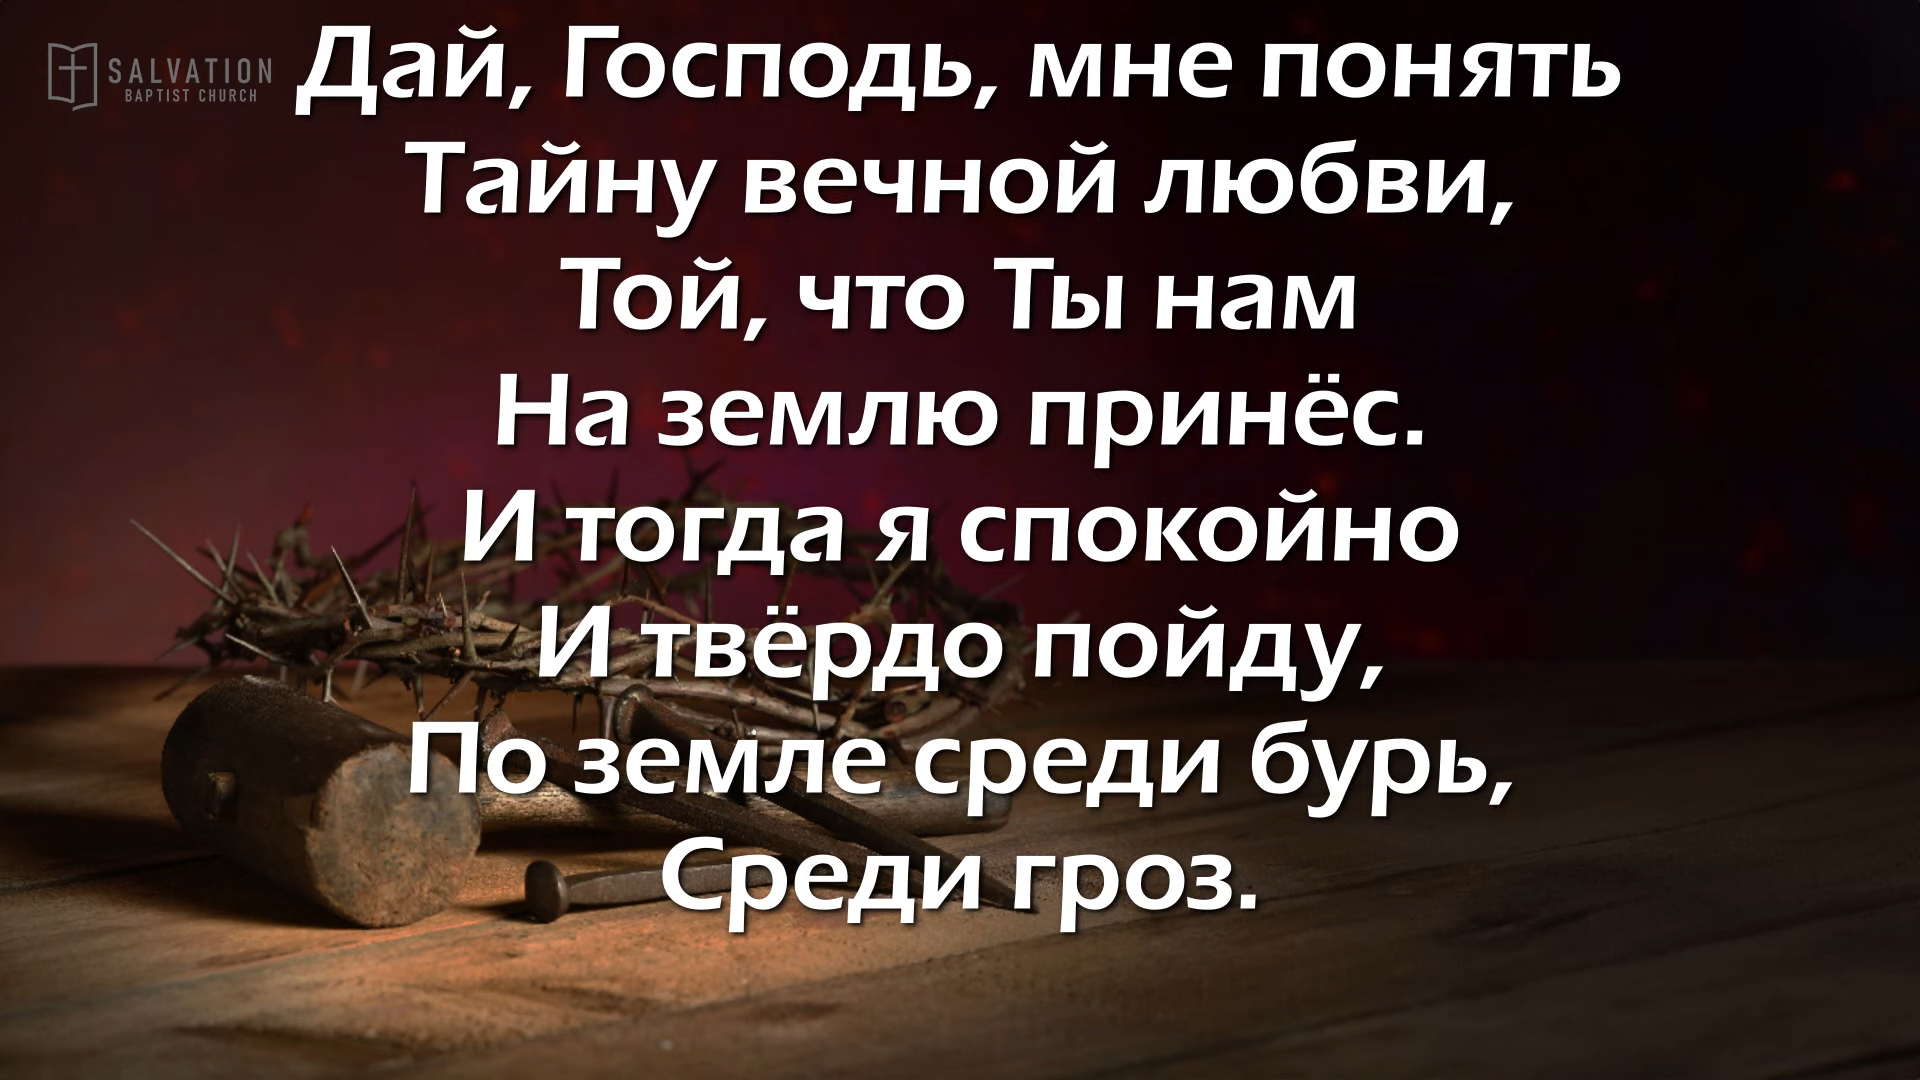 SALVATION
BAPTIST CHURCH
Дай, Господь, мне понять
Тайну вечной любви,
Той, что Ты нам
На землю принёс.
И тогда я спокойно
И твёрдо пойду,
По земле среди бурь,
Среди гроз.